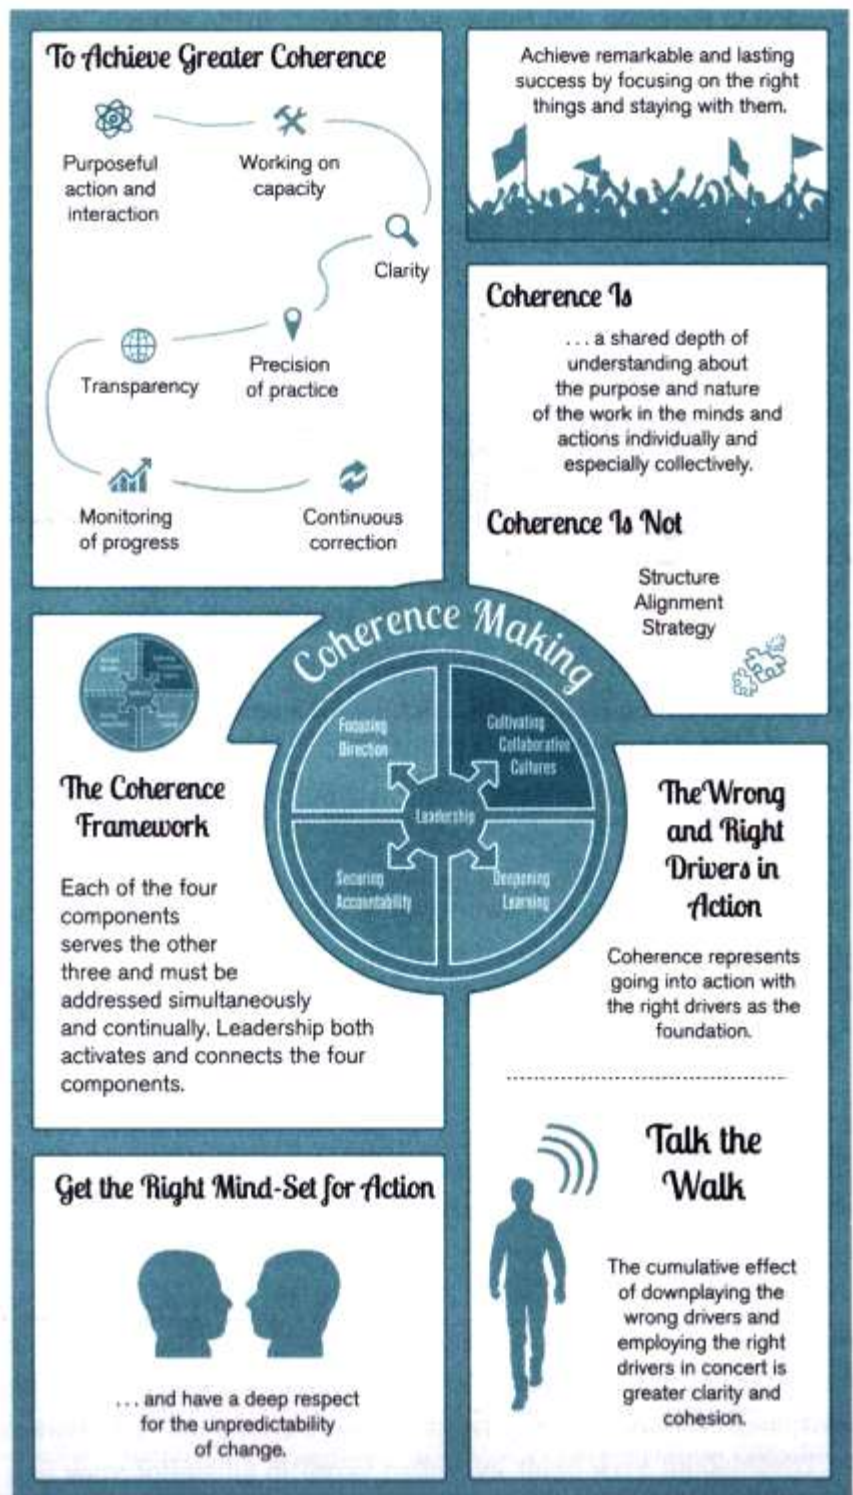 To Achieve Greater Coherence
Purposeful
action and
interaction
Working on
capacity
Clarity
Precision
of practice
Transparency
Monitoring
of progress
Continuous
correction
Achieve remarkable and lasting
success by focusing on the right
things and staying with them.
Coherence Is
. . . a shared depth of
understanding about
the purpose and nature
of the work in the minds and
actions individually and
especially collectively.
Coherence Is Not
Structure
Alignment
Strategy
Coherence Making
Focusing
Direction
Cultivating
Collaborative
Cultures
Leadership
Securing
Accountability
Deepening
Learning
The Coherence
Framework
Each of the four
components
serves the other
three and must be
addressed simultaneously
and continually. Leadership both
activates and connects the four
components.
The Wrong
and Right
Drivers in
Action
Coherence represents
going into action with
the right drivers as the
foundation.
Get the Right Mind-Set for Action
. . . and have a deep respect
for the unpredictability
of change.
Talk the
Walk
The cumulative effect
of downplaying the
wrong drivers and
employing the right
drivers in concert is
greater clarity and
cohesion.